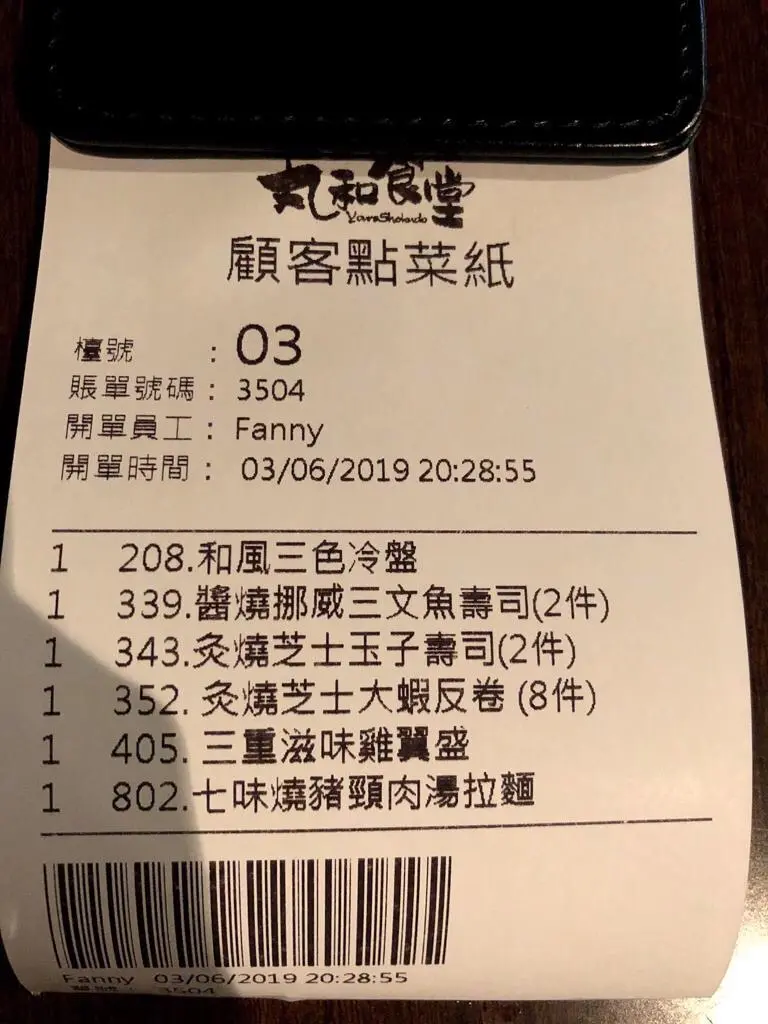 丸和食堂
顧客點菜紙
檯號 : 03
賬單號碼 : 3504
開單員工 : Fanny
開單時間 : 03/06/2019 20:28:55
1 208.和風三色冷盤
1 339.醬燒挪威三文魚壽司(2件)
1 343.灸燒芝士玉子壽司(2件)
1 352. 灸燒芝士大蝦反卷 (8件)
1 405. 三重滋味雞翼盛
1 802.七味燒豬頸肉湯拉麵
Fanny 03/06/2019 20:28:55
3504